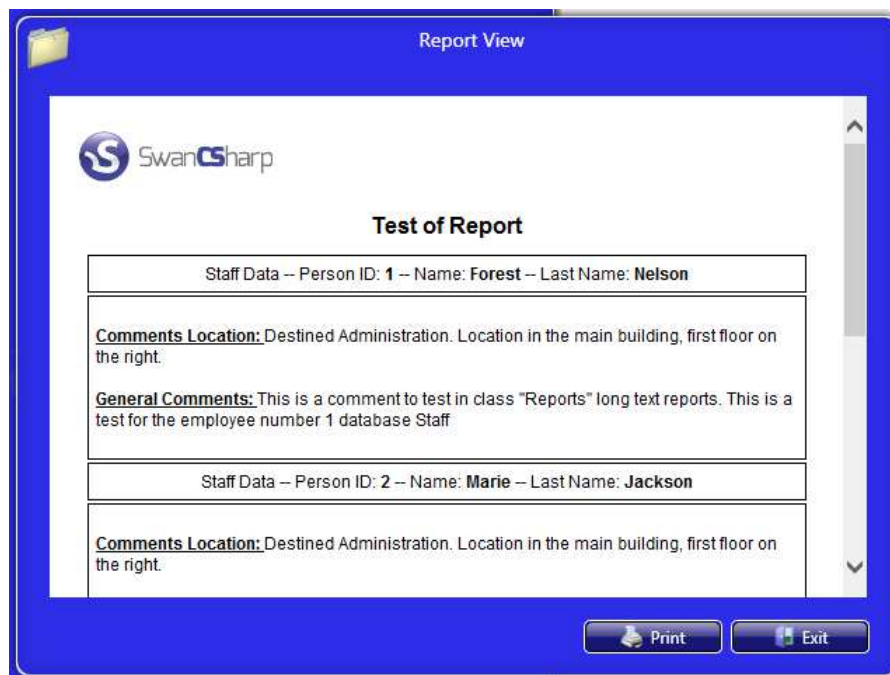 Report View
SwanCSharp
Test of Report
Staff Data -- Person ID: 1 -- Name: Forest -- Last Name: Nelson
Comments Location: Destined Administration. Location in the main building, first floor on
the right.
General Comments: This is a comment to test in class "Reports" long text reports. This is a
test for the employee number 1 database Staff
Staff Data -- Person ID: 2 -- Name: Marie -- Last Name: Jackson
Comments Location: Destined Administration. Location in the main building, first floor on
the right.
Print
Exit